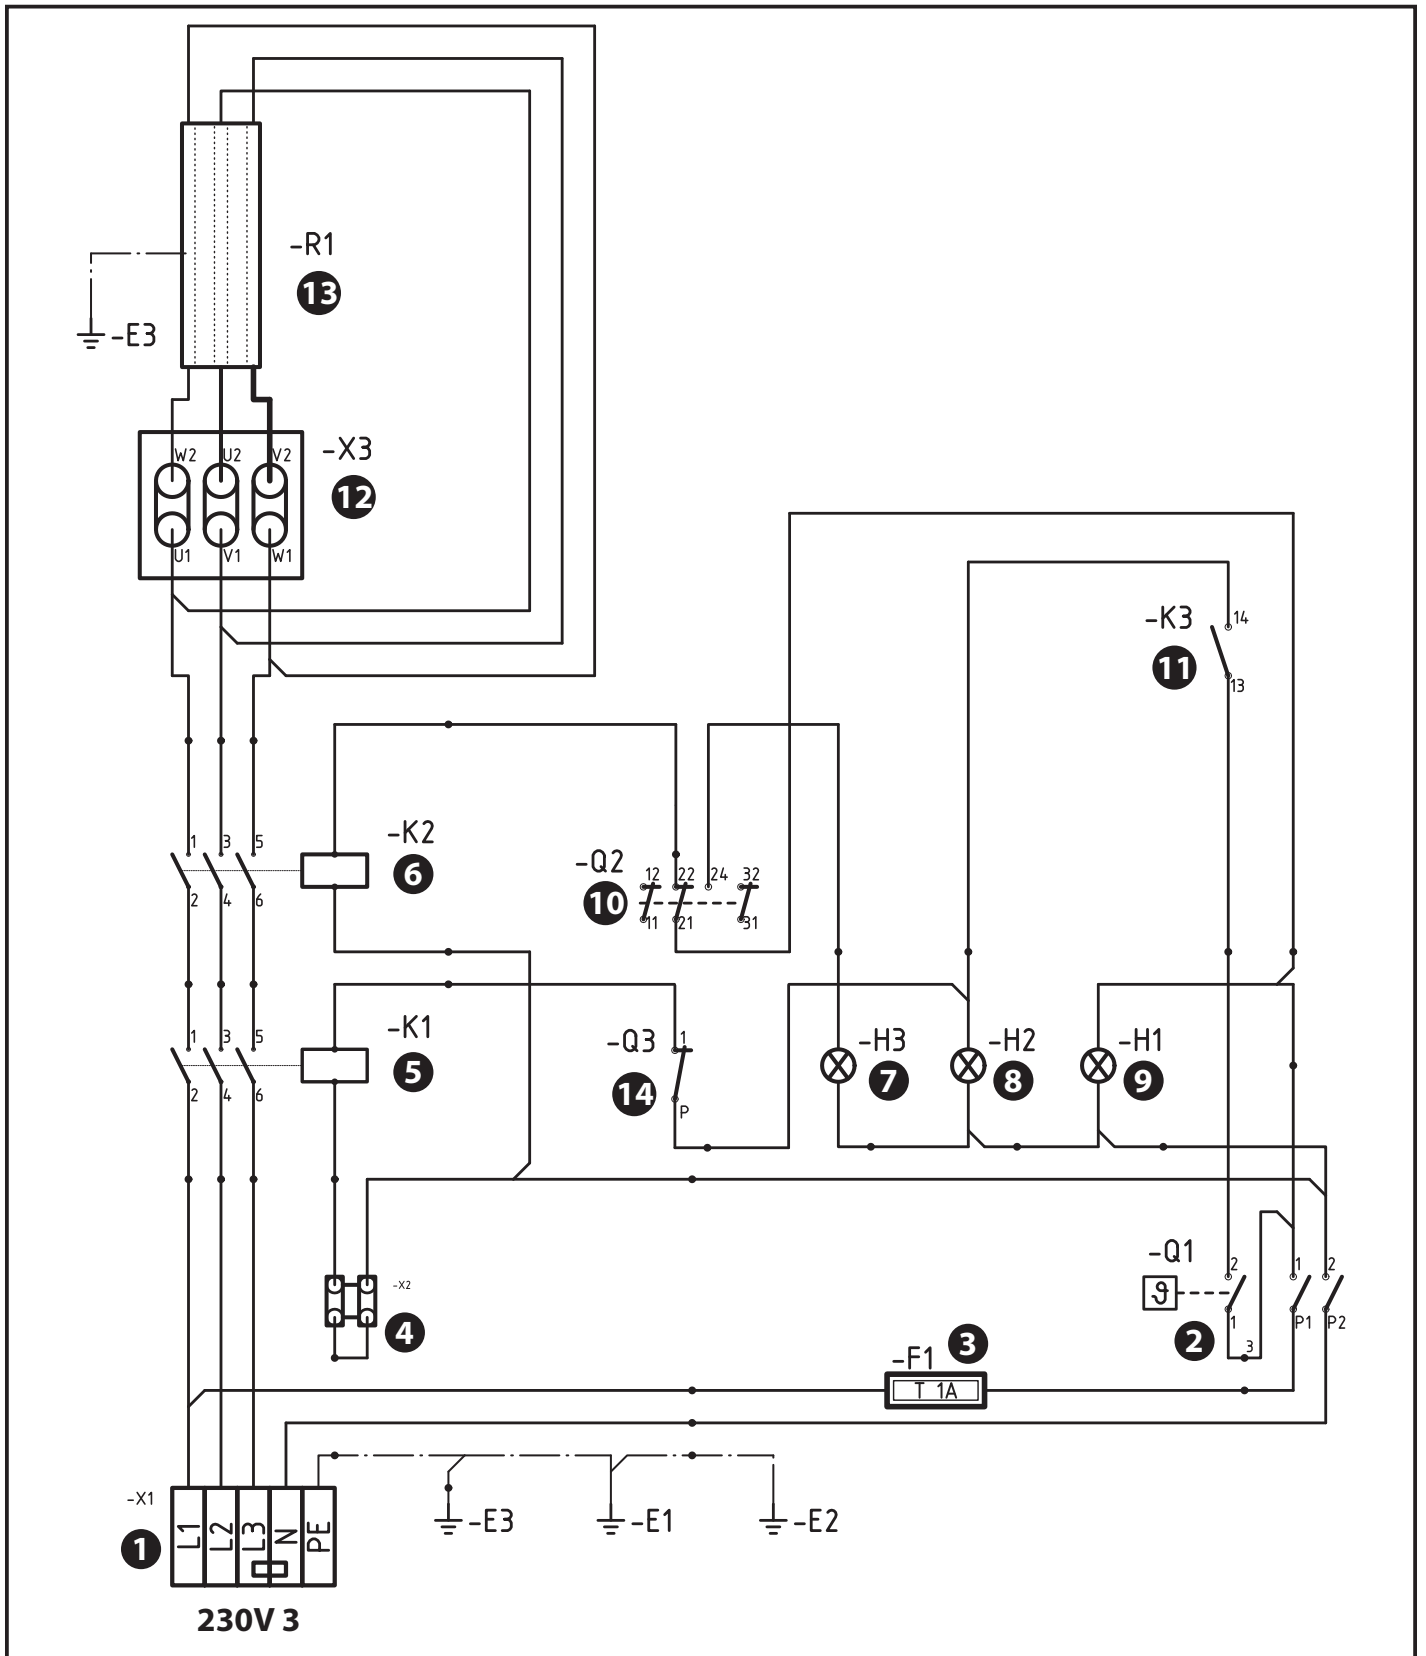 -R1
13
-E3
W2 U2 V2
-X3
12
U1 V1 W1
-K3
14
11
13
1 3 5
-K2
6
2 4 6
-Q2
10
12 22 24 32
11 21 31
1 3 5
-K1
5
2 4 6
-Q3
1
14
P
-H3
7
-H2
8
-H1
9
-Q1
2 1 2
ϑ
1 P1 P2
2
3
-X2
4
-F1
3
T 1A
-X1
1
L1 L2 L3 N PE
-E3 -E1 -E2
230V 3